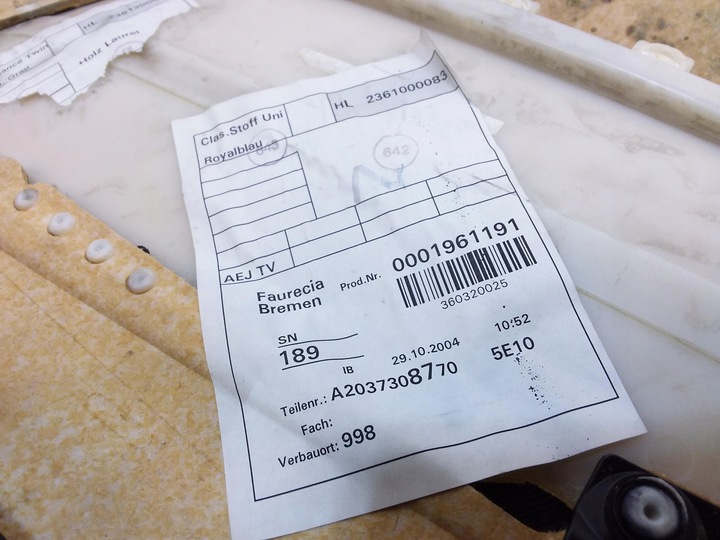 Holz Laurel
Clas.Stoff Uni
HL 2361000083
Royalblau
642
AEJ TV
Faurecia
Bremen
Prod.Nr. 0001961191
360320025
SN
189
IB 29.10.2004 10:52
Teilenr.: A2037308770 5E10
Fach:
Verbauort: 998